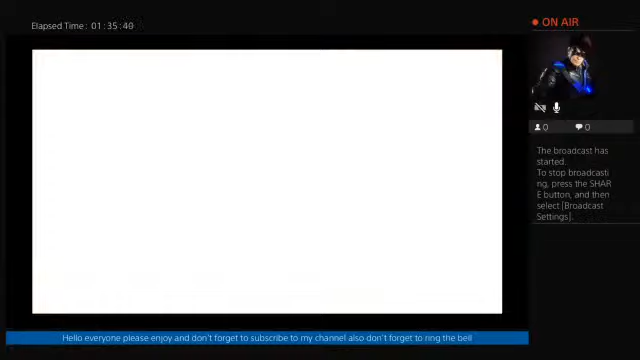 Elapsed Time: 01:35:40
ON AIR
0 0
The broadcast has
started.
To stop broadcasti
ng, press the SHAR
E button, and then
select [Broadcast
Settings].
Hello everyone please enjoy and don't forget to subscribe to my channel also don't forget to ring the bell